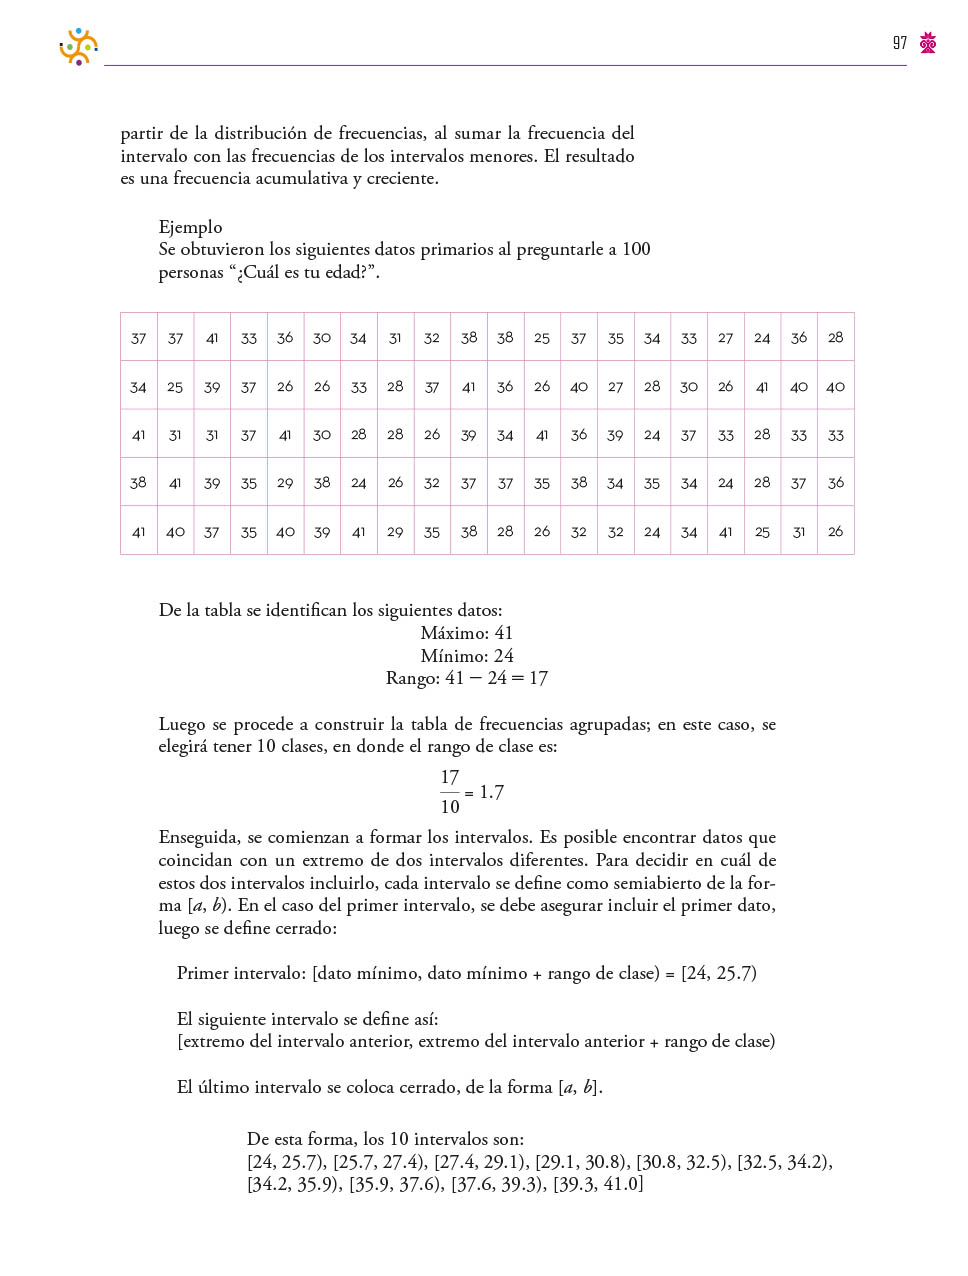 97
partir de la distribución de frecuencias, al sumar la frecuencia del
intervalo con las frecuencias de los intervalos menores. El resultado
es una frecuencia acumulativa y creciente.
Ejemplo
Se obtuvieron los siguientes datos primarios al preguntarle a 100
personas “¿Cuál es tu edad?”.
37 37 41 33 36 30 34 31 32 38 38 25 37 35 34 33 27 24 36 28
34 25 39 37 26 26 33 28 37 41 36 26 40 27 28 30 26 41 40 40
41 31 31 37 41 30 28 28 26 39 34 41 36 39 24 37 33 28 33 33
38 41 39 35 29 38 24 26 32 37 37 35 38 34 35 34 24 28 37 36
41 40 37 35 40 39 41 29 35 38 28 26 32 32 24 34 41 25 31 26
De la tabla se identifican los siguientes datos:
Máximo: 41
Mínimo: 24
Rango: 41 − 24 = 17
Luego se procede a construir la tabla de frecuencias agrupadas; en este caso, se
elegirá tener 10 clases, en donde el rango de clase es:
17
10 = 1.7
Enseguida, se comienzan a formar los intervalos. Es posible encontrar datos que
coincidan con un extremo de dos intervalos diferentes. Para decidir en cuál de
estos dos intervalos incluirlo, cada intervalo se define como semiabierto de la for-
ma [a, b). En el caso del primer intervalo, se debe asegurar incluir el primer dato,
luego se define cerrado:
Primer intervalo: [dato mínimo, dato mínimo + rango de clase) = [24, 25.7)
El siguiente intervalo se define así:
[extremo del intervalo anterior, extremo del intervalo anterior + rango de clase)
El último intervalo se coloca cerrado, de la forma [a, b].
De esta forma, los 10 intervalos son:
[24, 25.7), [25.7, 27.4), [27.4, 29.1), [29.1, 30.8), [30.8, 32.5), [32.5, 34.2),
[34.2, 35.9), [35.9, 37.6), [37.6, 39.3), [39.3, 41.0]